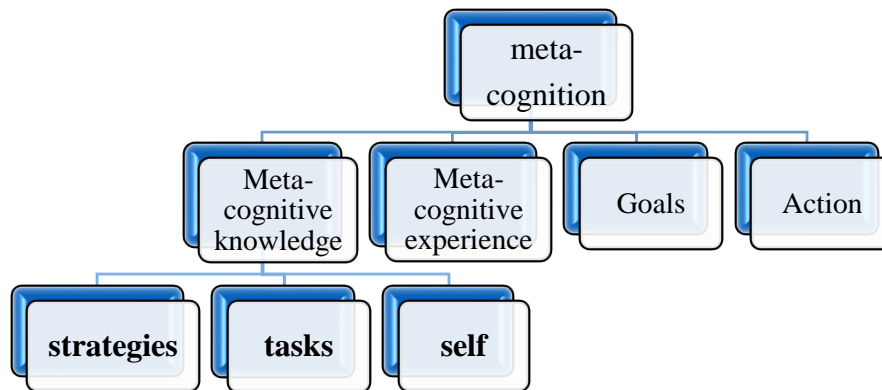 meta-
cognition
Meta-
cognitive
knowledge
Meta-
cognitive
experience
Goals
Action
strategies
tasks
self